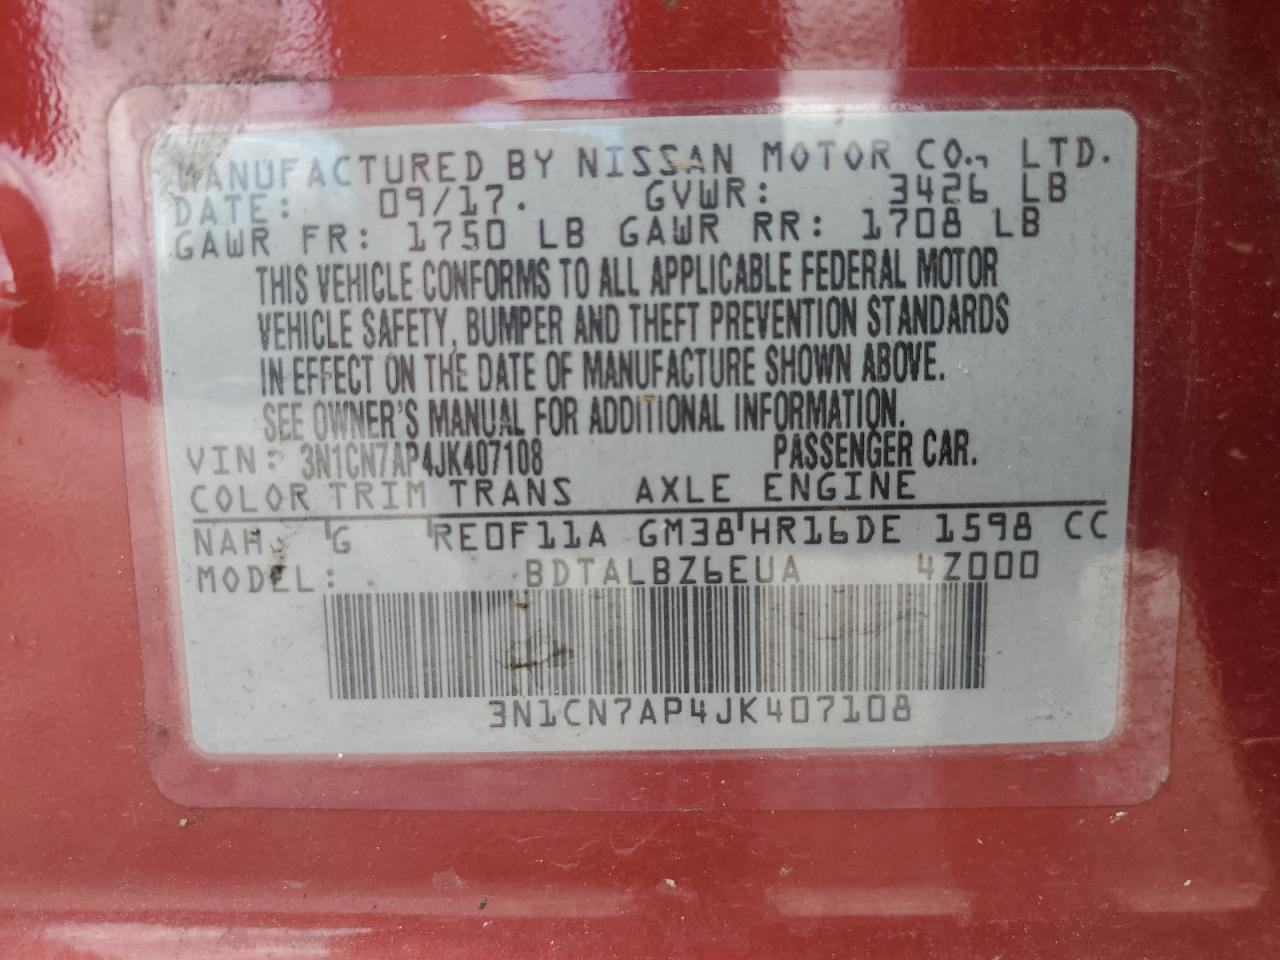 MANUFACTURED BY NISSAN MOTOR CO., LTD.
DATE: 09/17. GVWR: 3426 LB
GAWR FR: 1750 LB GAWR RR: 1708 LB
THIS VEHICLE CONFORMS TO ALL APPLICABLE FEDERAL MOTOR
VEHICLE SAFETY, BUMPER AND THEFT PREVENTION STANDARDS
IN EFFECT ON THE DATE OF MANUFACTURE SHOWN ABOVE.
SEE OWNER'S MANUAL FOR ADDITIONAL INFORMATION.
VIN: 3N1CN7AP4JK407108 PASSENGER CAR.
COLOR TRIM TRANS AXLE ENGINE
NAH G RE0F11A GM38 HR16DE 1598 CC
MODEL: BDTALBZ6EUA 4Z000
3N1CN7AP4JK407108